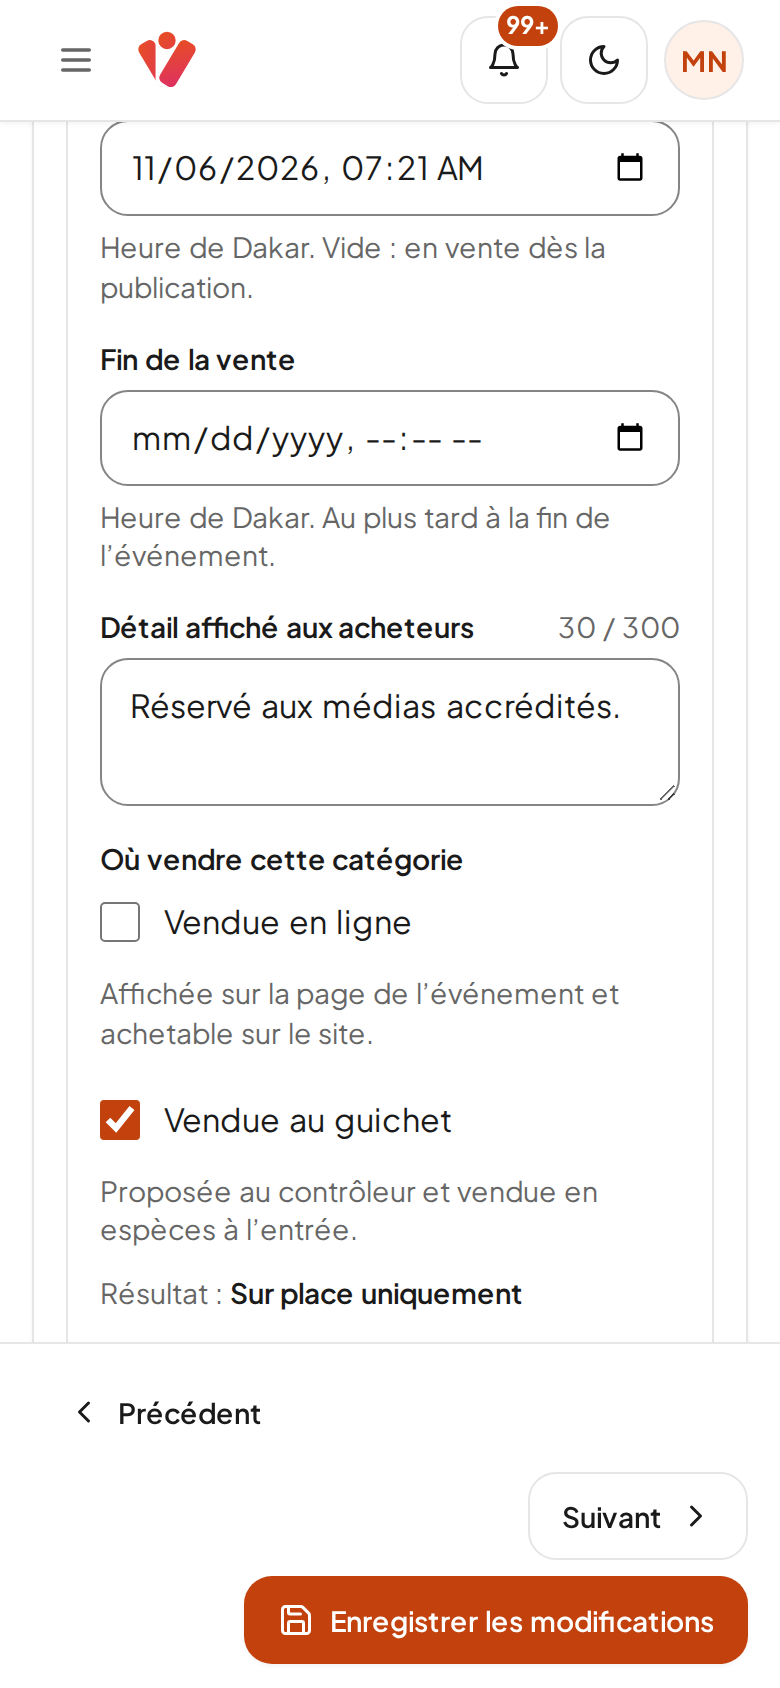 99+
MN
11/06/2026, 07:21 AM
Heure de Dakar. Vide : en vente dès la
publication.
Fin de la vente
mm/dd/yyyy, --:-- --
Heure de Dakar. Au plus tard à la fin de
l’événement.
Détail affiché aux acheteurs 30 / 300
Réservé aux médias accrédités.
Où vendre cette catégorie
Vendue en ligne
Affichée sur la page de l’événement et
achetable sur le site.
Vendue au guichet
Proposée au contrôleur et vendue en
espèces à l’entrée.
Résultat : Sur place uniquement
Précédent
Suivant
Enregistrer les modifications